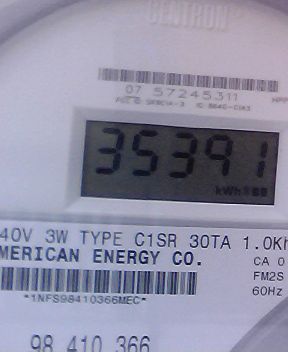 CENTRON
07 57245311
35391
kWh
40V 3W TYPE C1SR 30TA 1.0Kh
MERICAN ENERGY CO.
CA 0
FM2S
*1NFS98410366MEC*
60Hz
98 410 366